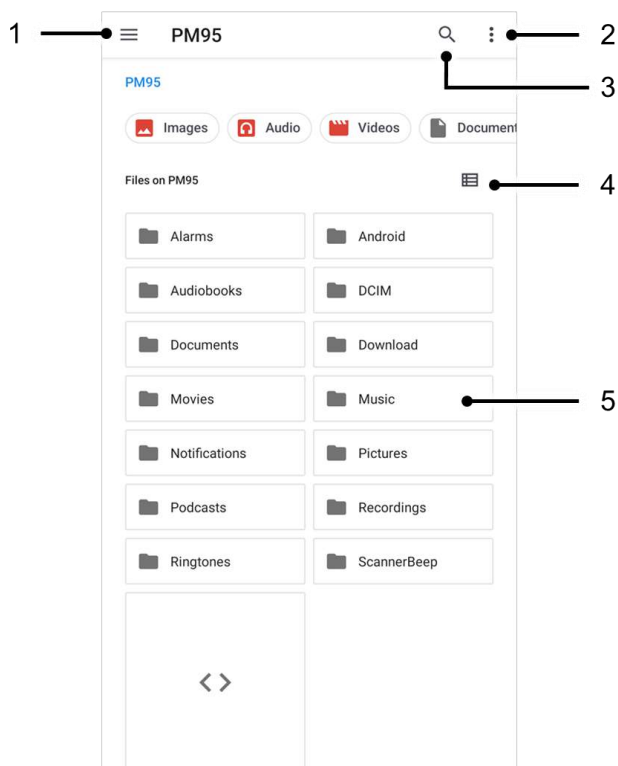 1 PM95 2
3
PM95
Images Audio Videos Document
Files on PM95 4
Alarms Android
Audiobooks DCIM
Documents Download
Movies Music 5
Notifications Pictures
Podcasts Recordings
Ringtones ScannerBeep